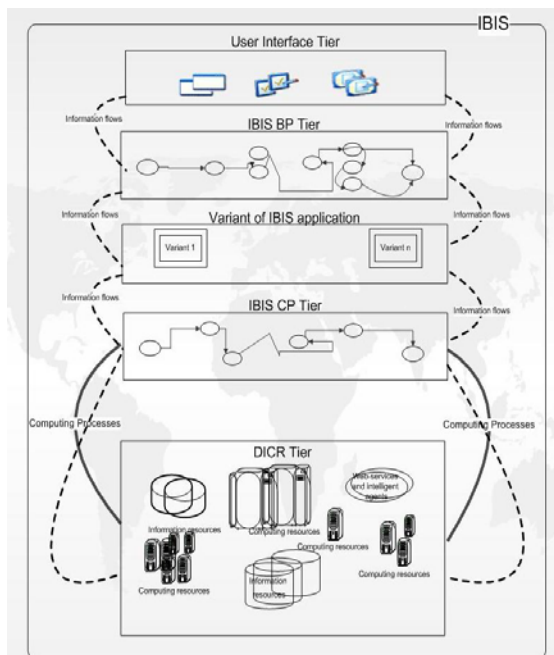 IBIS
User Interface Tier
Information flows
Information flows
IBIS BP Tier
Information flows
Information flows
Variant of IBIS application
Variant 1
Variant n
Information flows
Information flows
IBIS CP Tier
Computing Processes
Computing Processes
DICR Tier
Web-services
and intelligent
agents
Information resources
Computing resources
Computing resources
Computing resources
Computing resources
Information
resources